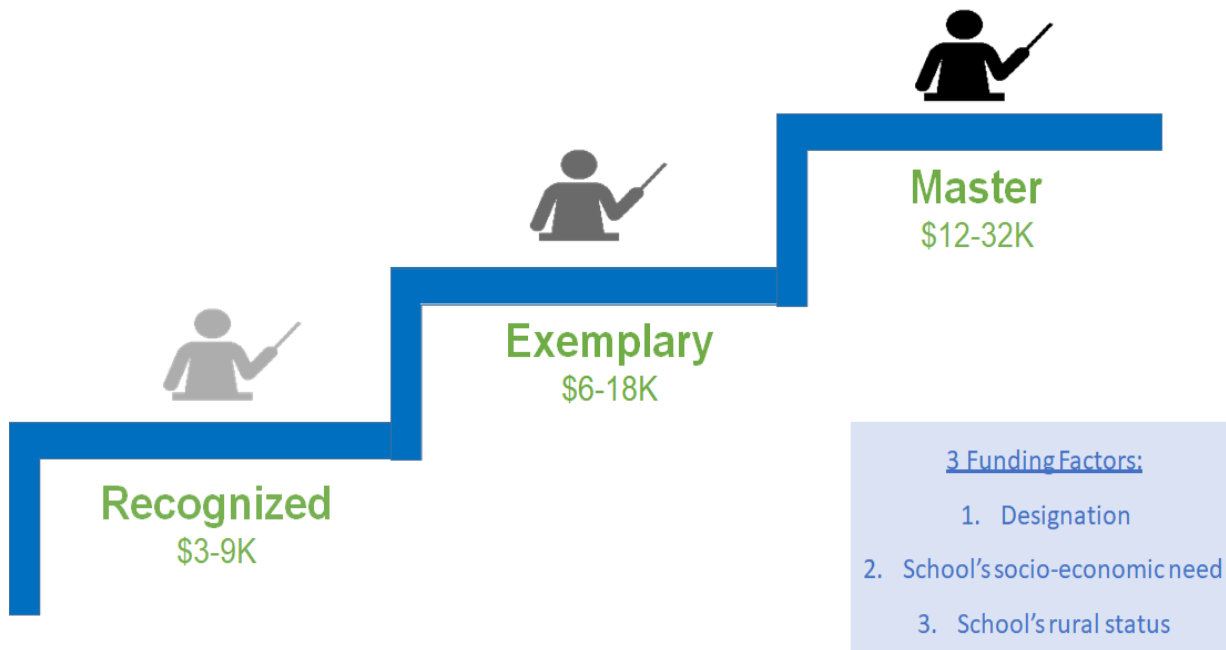 Master
$12-32K
Exemplary
$6-18K
Recognized
$3-9K
3 Funding Factors:
1. Designation
2. School's socio-economic need
3. School's rural status